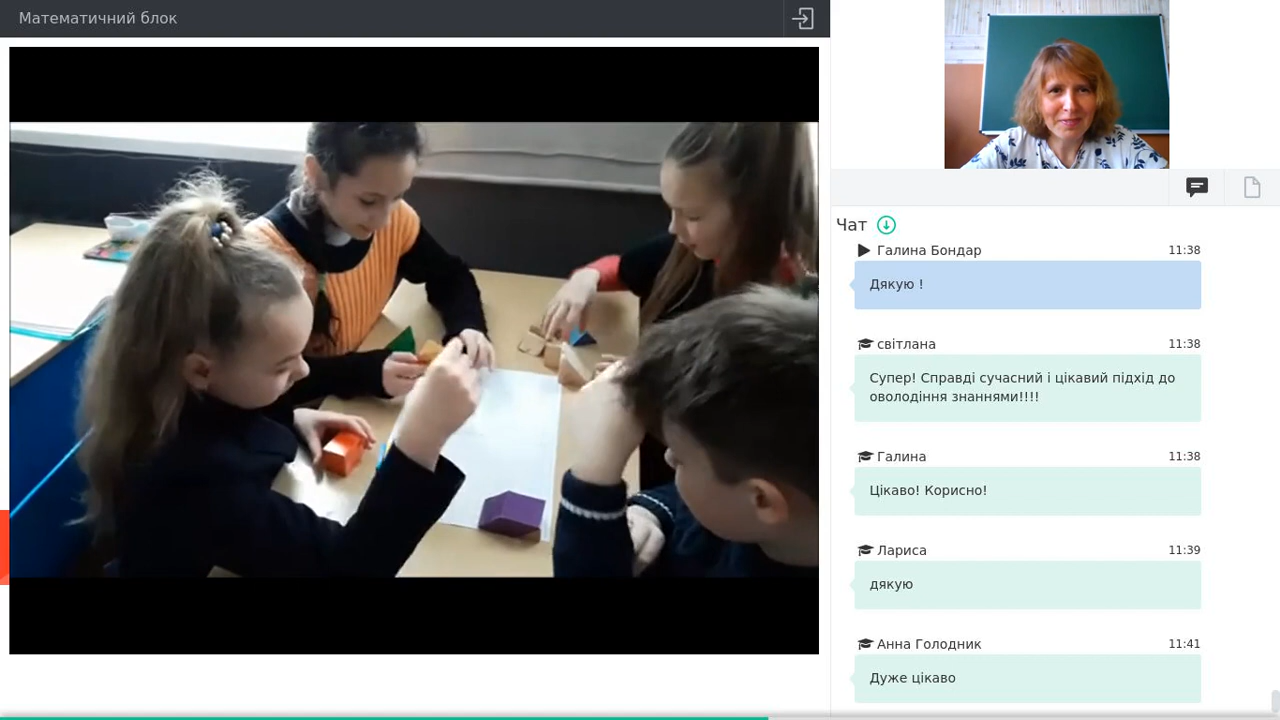 Математичний блок
Чат
Галина Бондар 11:38
Дякую !
світлана 11:38
Супер! Справді сучасний і цікавий підхід до
оволодіння знаннями!!!!
Галина 11:38
Цікаво! Корисно!
Лариса 11:39
дякую
Анна Голодник 11:41
Дуже цікаво